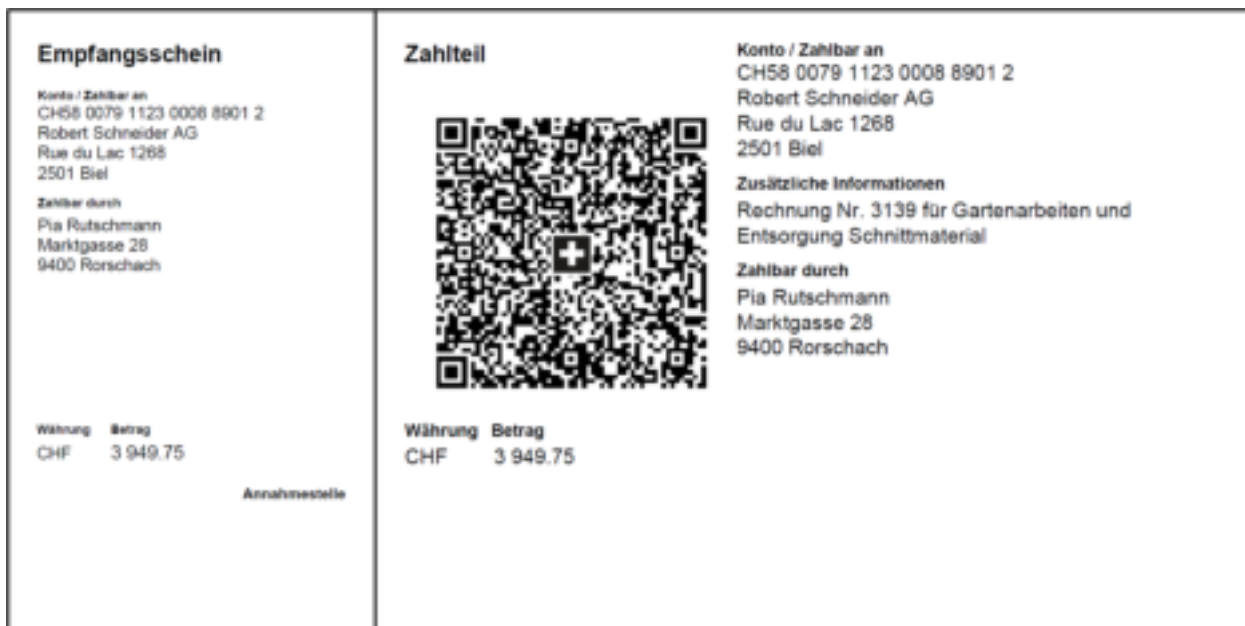 Empfangsschein
Konto / Zahlbar an
CH58 0079 1123 0008 8901 2
Robert Schneider AG
Rue du Lac 1268
2501 Biel
Zahlbar durch
Pia Rutschmann
Marktgasse 28
9400 Rorschach
Währung Betrag
CHF 3 949.75
Annahmestelle
Zahlteil
Währung Betrag
CHF 3 949.75
Konto / Zahlbar an
CH58 0079 1123 0008 8901 2
Robert Schneider AG
Rue du Lac 1268
2501 Biel
Zusätzliche Informationen
Rechnung Nr. 3139 für Gartenarbeiten und
Entsorgung Schnittmaterial
Zahlbar durch
Pia Rutschmann
Marktgasse 28
9400 Rorschach